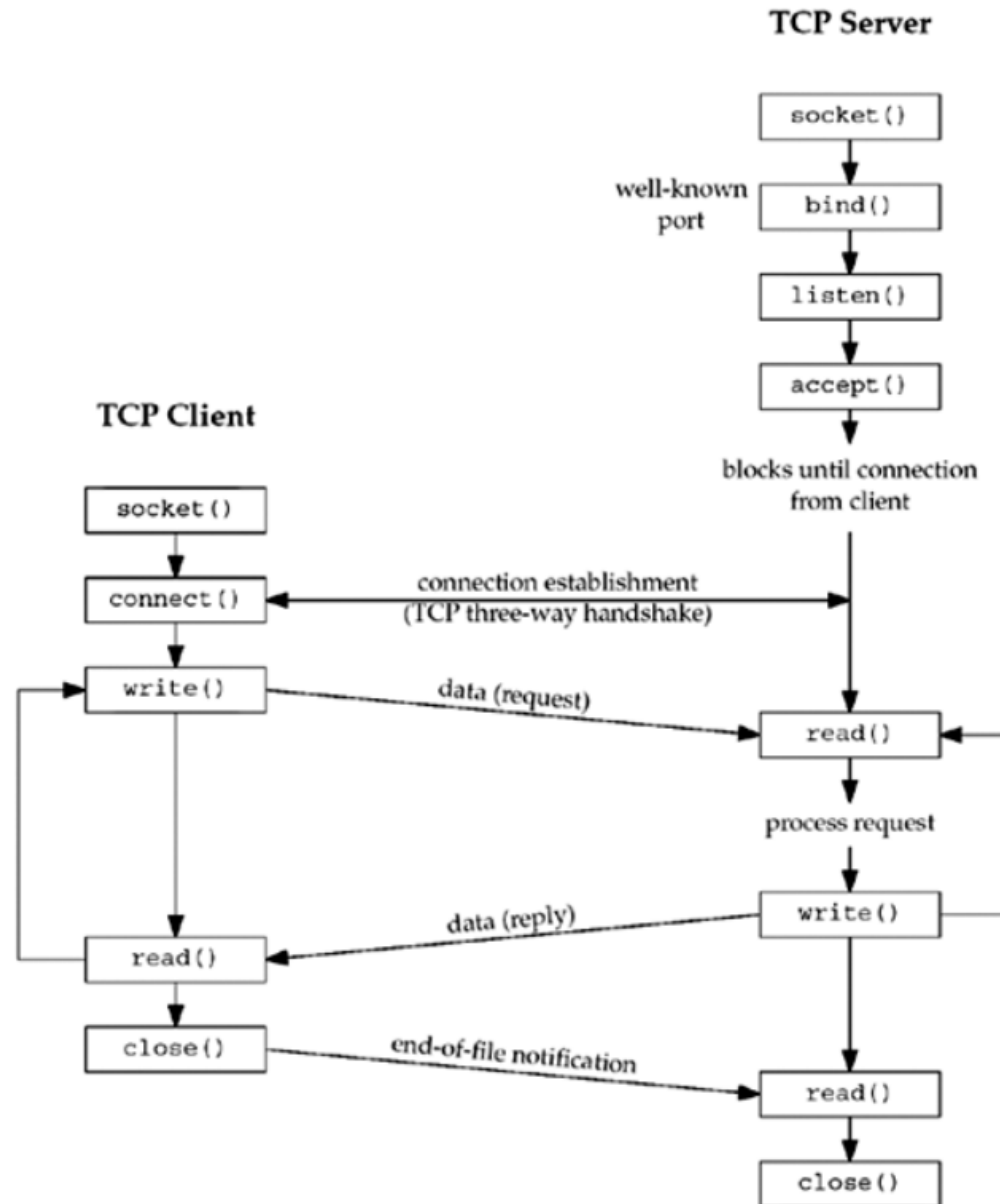 TCP Server
socket()
well-known
port
bind()
listen()
accept()
blocks until connection
from client
TCP Client
socket()
connect()
connection establishment
(TCP three-way handshake)
write()
data (request)
read()
process request
write()
data (reply)
read()
close()
end-of-file notification
read()
close()